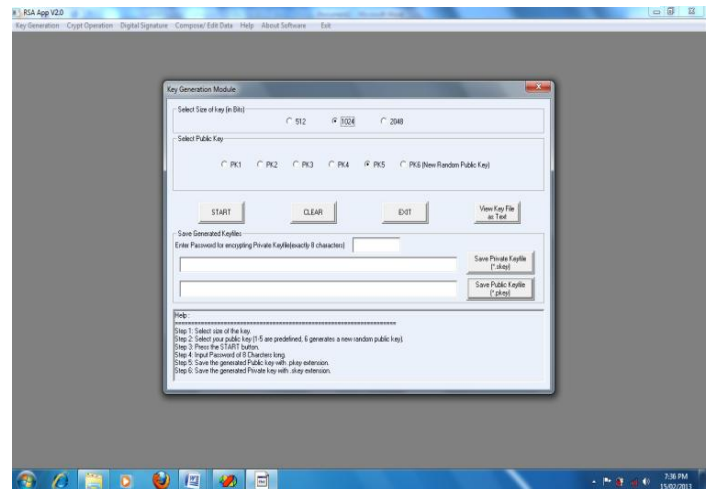 RSA App V2.0
Key Generation Crypt Operation Digital Signature Compose/ Edit Data Help About Software Exit
Key Generation Module
Select Size of key (in Bits)
512 1024 2048
Select Public Key
PK1 PK2 PK3 PK4 PK5 PK6 (New Random Public Key)
START CLEAR EXIT View Key File
as Text
Save Generated Keyfiles
Enter Password for encrypting Private Keyfile(exactly 8 characters)
Save Private Keyfile
(*.skey)
Save Public Keyfile
(*.pkey)
Help :
Step 1: Select size of the key.
Step 2: Select your public key (1-5 are predefined, 6 generates a new random public key).
Step 3: Press the START button.
Step 4: Input Password of 8 Charcters long.
Step 5: Save the generated Public key with .pkey extension.
Step 6: Save the generated Private key with .skey extension.
7:36 PM
15/02/2013